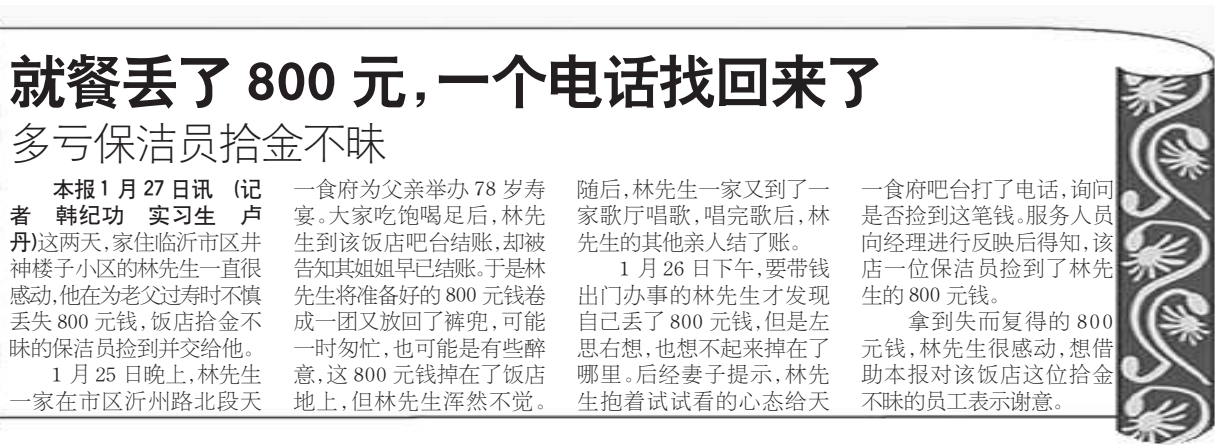 就餐丢了 800 元,一个电话找回来了
多亏保洁员拾金不昧
本报1月27日讯 (记
者 韩纪功 实习生 卢
丹)这两天,家住临沂市区井
神楼子小区的林先生一直很
感动,他在为老父过寿时不慎
丢失800元钱,饭店拾金不
昧的保洁员捡到并交给他。
1月25日晚上,林先生
一家在市区沂州路北段天
一食府为父亲举办78岁寿
宴。大家吃饱喝足后,林先
生到该饭店吧台结账,却被
告知其姐姐早已结账。于是林
先生将准备好的800元钱卷
成一团又放回了裤兜,可能
一时匆忙,也可能是有些醉
意,这800元钱掉在了饭店
地上,但林先生浑然不觉。
随后,林先生一家又到了一
家歌厅唱歌,唱完歌后,林
先生的其他亲人结了账。
1月26日下午,要带钱
出门办事的林先生才发现
自己丢了800元钱,但是左
思右想,也想不起来掉在了
哪里。后经妻子提示,林先
生抱着试试看的心态给天
一食府吧台打了电话,询问
是否捡到这笔钱。服务人员
向经理进行反映后得知,该
店一位保洁员捡到了林先
生的800元钱。
拿到失而复得的800
元钱,林先生很感动,想借
助本报对该饭店这位拾金
不昧的员工表示谢意。